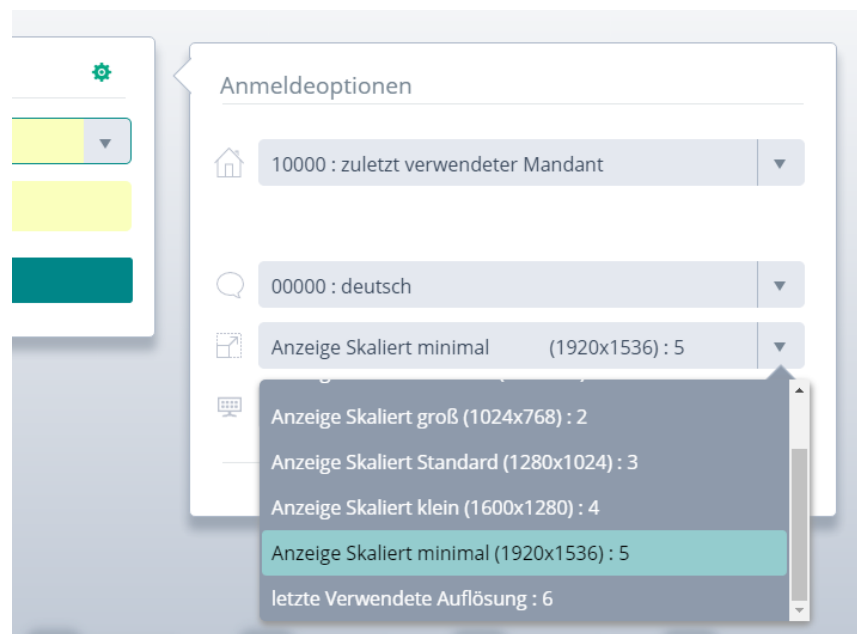 Anmeldeoptionen
10000 : zuletzt verwendeter Mandant
00000 : deutsch
Anzeige Skaliert minimal (1920x1536) : 5
Anzeige Skaliert groß (1024x768) : 2
Anzeige Skaliert Standard (1280x1024) : 3
Anzeige Skaliert klein (1600x1280) : 4
Anzeige Skaliert minimal (1920x1536) : 5
letzte Verwendete Auflösung : 6